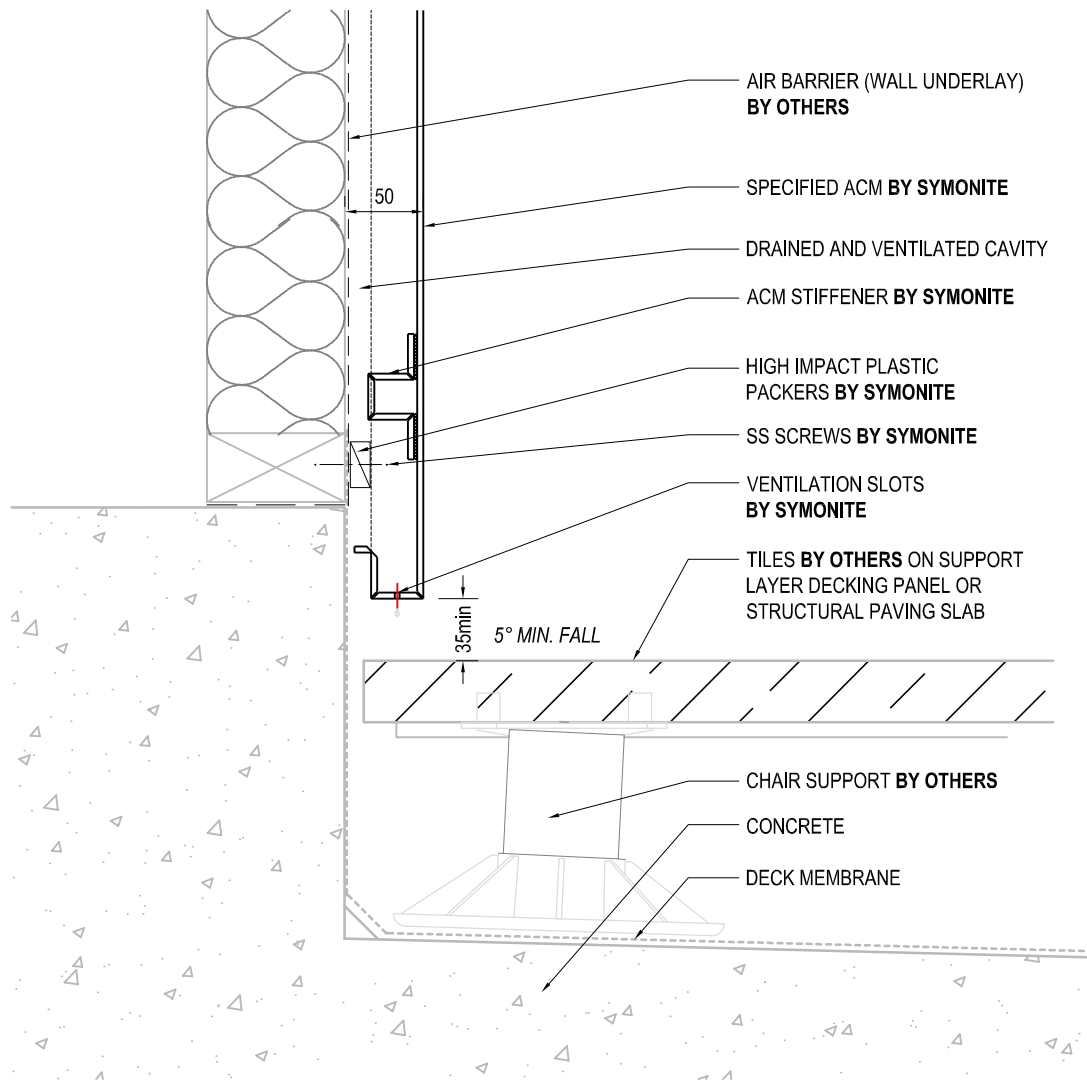 AIR BARRIER (WALL UNDERLAY)
BY OTHERS
SPECIFIED ACM BY SYMONITE
50
DRAINED AND VENTILATED CAVITY
ACM STIFFENER BY SYMONITE
HIGH IMPACT PLASTIC
PACKERS BY SYMONITE
SS SCREWS BY SYMONITE
VENTILATION SLOTS
BY SYMONITE
TILES BY OTHERS ON SUPPORT
LAYER DECKING PANEL OR
STRUCTURAL PAVING SLAB
35min
5° MIN. FALL
CHAIR SUPPORT BY OTHERS
CONCRETE
DECK MEMBRANE